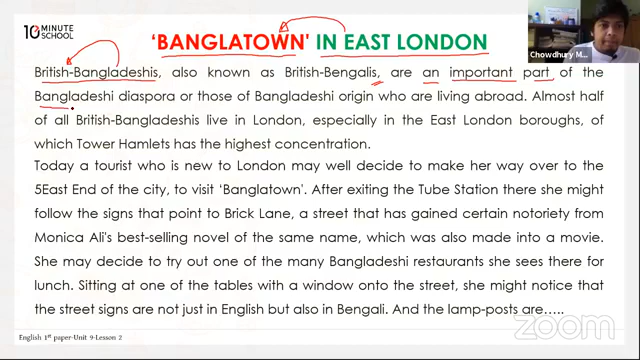 10 MINUTE SCHOOL
'BANGLATOWN' IN EAST LONDON
Chowdhury M...
British-Bangladeshis, also known as British-Bengalis, are an important part of the
Bangladeshi diaspora or those of Bangladeshi origin who are living abroad. Almost half
of all British-Bangladeshis live in London, especially in the East London boroughs, of
which Tower Hamlets has the highest concentration.
Today a tourist who is new to London may well decide to make her way over to the
5East End of the city, to visit 'Banglatown'. After exiting the Tube Station there she might
follow the signs that point to Brick Lane, a street that has gained certain notoriety from
Monica Ali's best-selling novel of the same name, which was also made into a movie.
She may decide to try out one of the many Bangladeshi restaurants she sees there for
lunch. Sitting at one of the tables with a window onto the street, she might notice that
the street signs are not just in English but also in Bengali. And the lamp-posts are.....
zoom
English 1st paper-Unit 9-Lesson 2